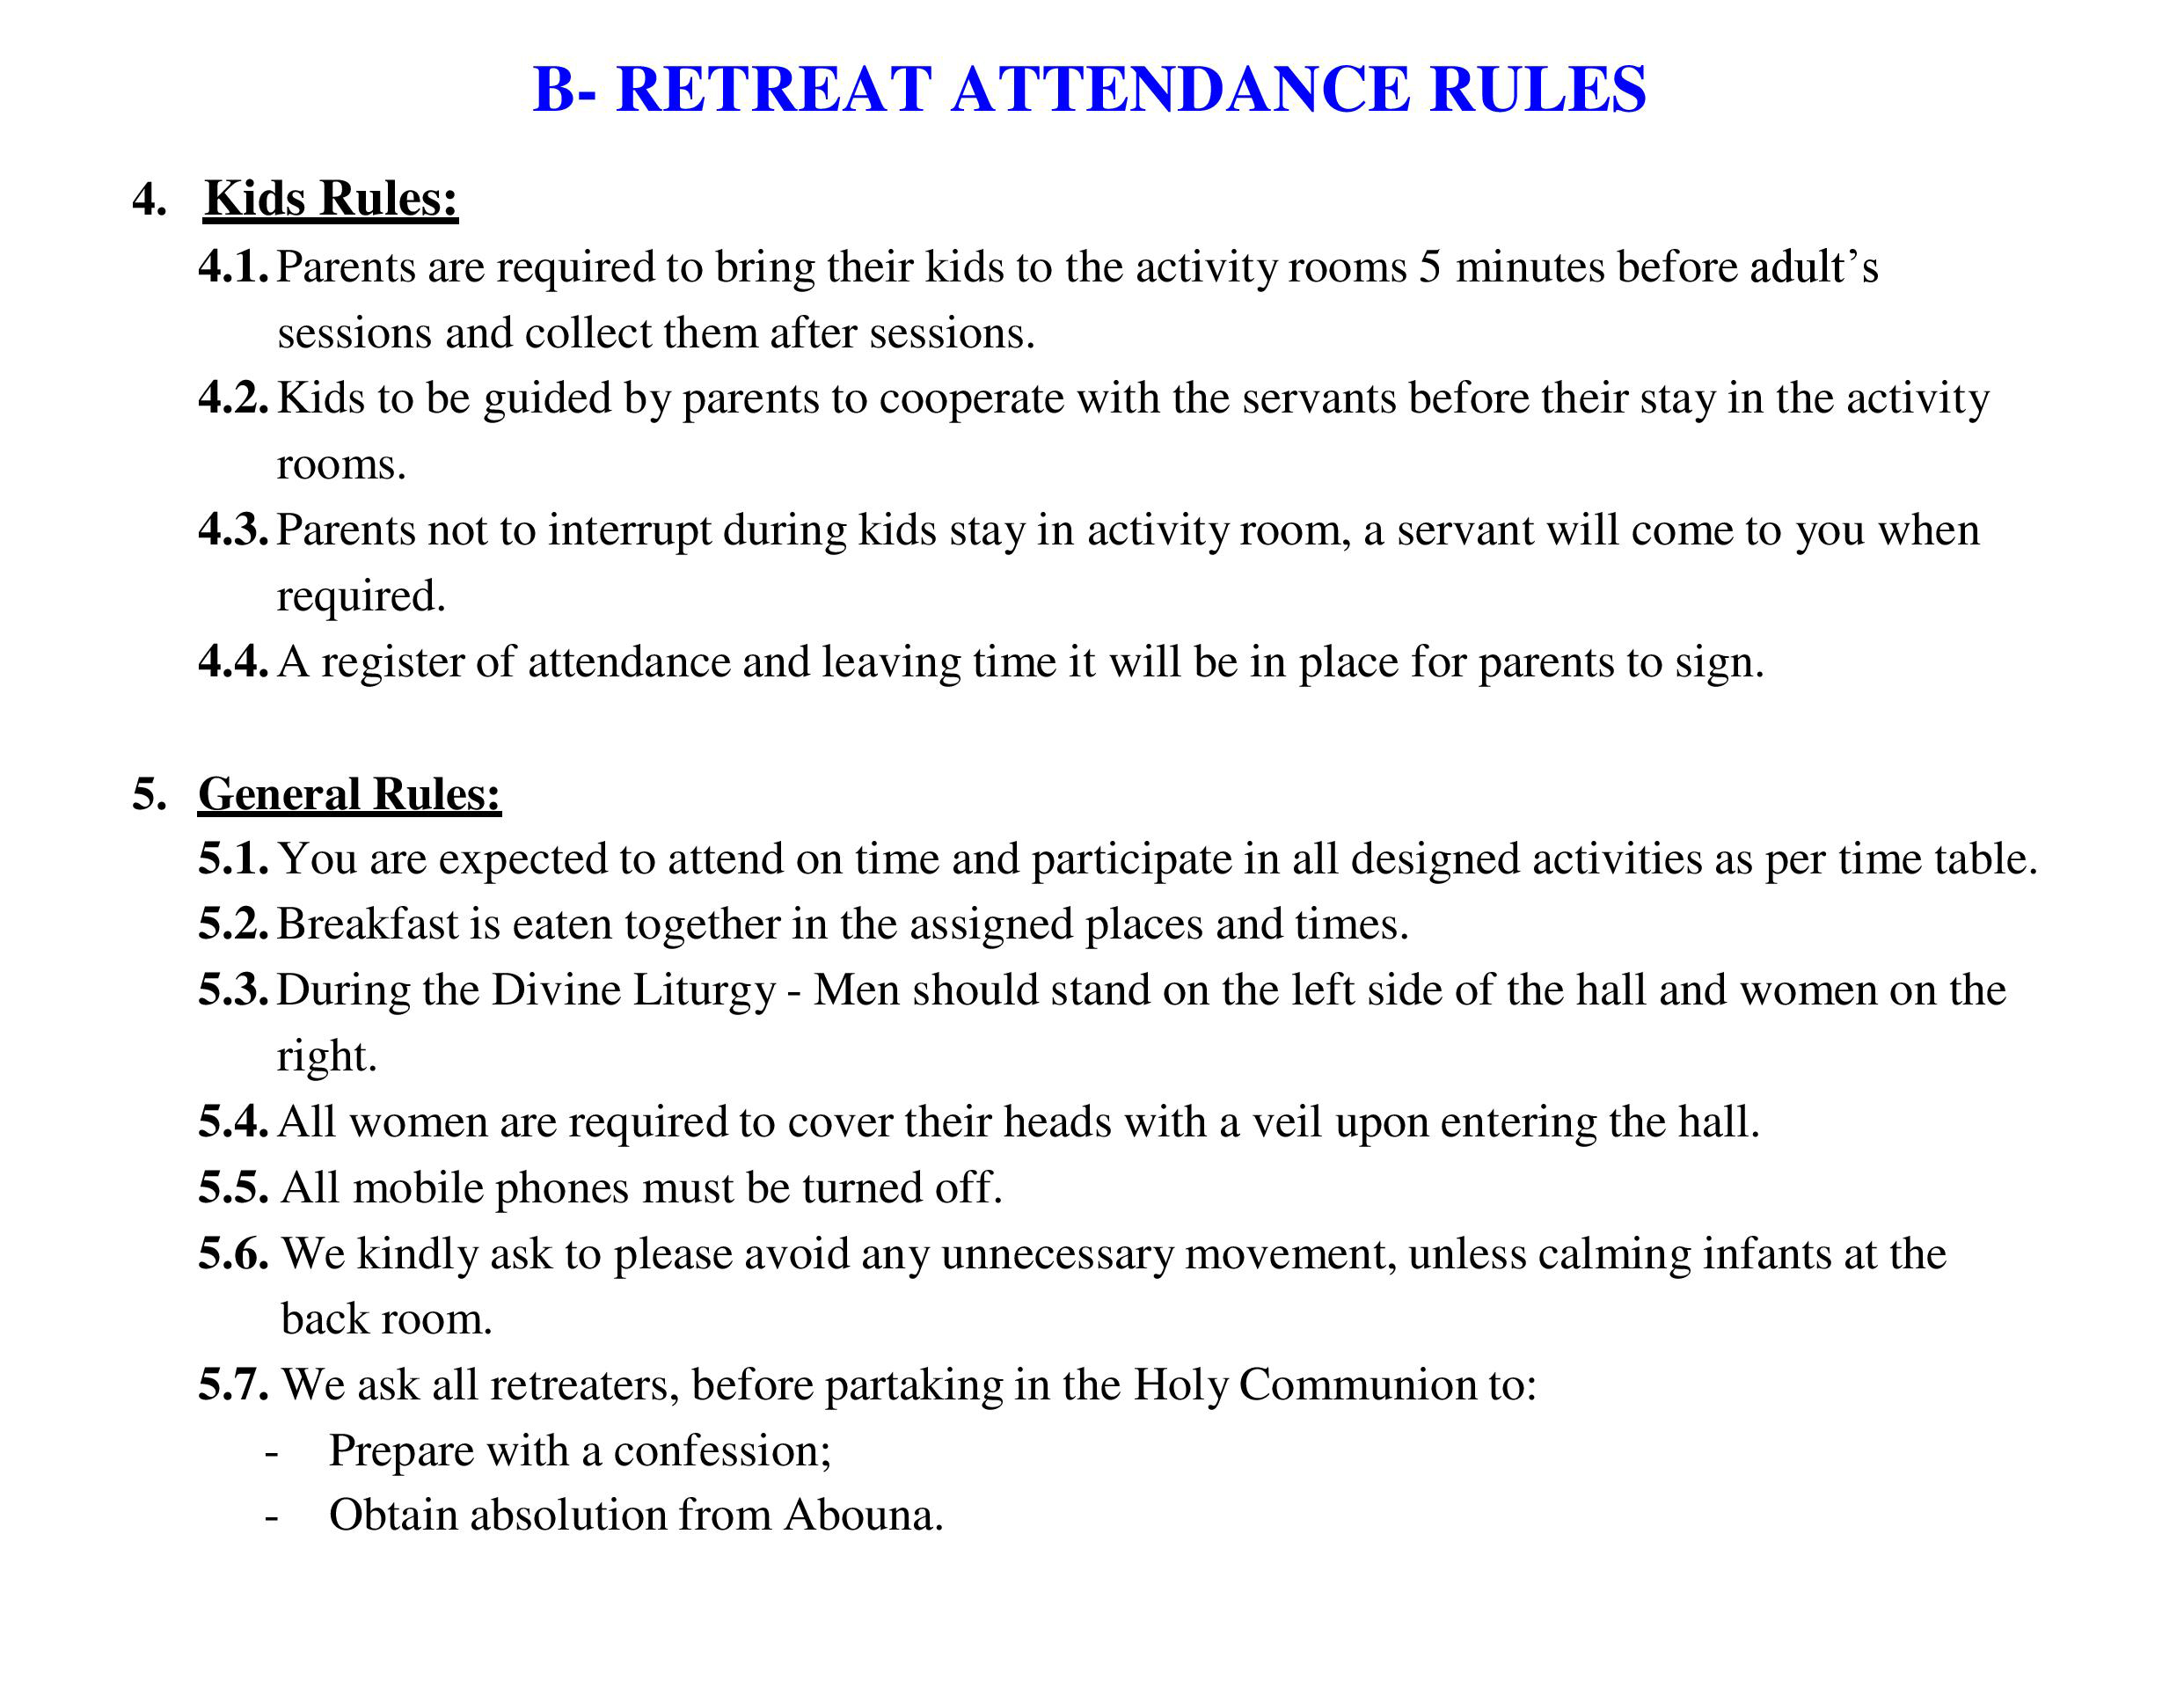 B- RETREAT ATTENDANCE RULES
4. Kids Rules:
4.1. Parents are required to bring their kids to the activity rooms 5 minutes before adult’s
sessions and collect them after sessions.
4.2. Kids to be guided by parents to cooperate with the servants before their stay in the activity
rooms.
4.3. Parents not to interrupt during kids stay in activity room, a servant will come to you when
required.
4.4. A register of attendance and leaving time it will be in place for parents to sign.
5. General Rules:
5.1. You are expected to attend on time and participate in all designed activities as per time table.
5.2. Breakfast is eaten together in the assigned places and times.
5.3. During the Divine Liturgy - Men should stand on the left side of the hall and women on the
right.
5.4. All women are required to cover their heads with a veil upon entering the hall.
5.5. All mobile phones must be turned off.
5.6. We kindly ask to please avoid any unnecessary movement, unless calming infants at the
back room.
5.7. We ask all retreaters, before partaking in the Holy Communion to:
- Prepare with a confession;
- Obtain absolution from Abouna.